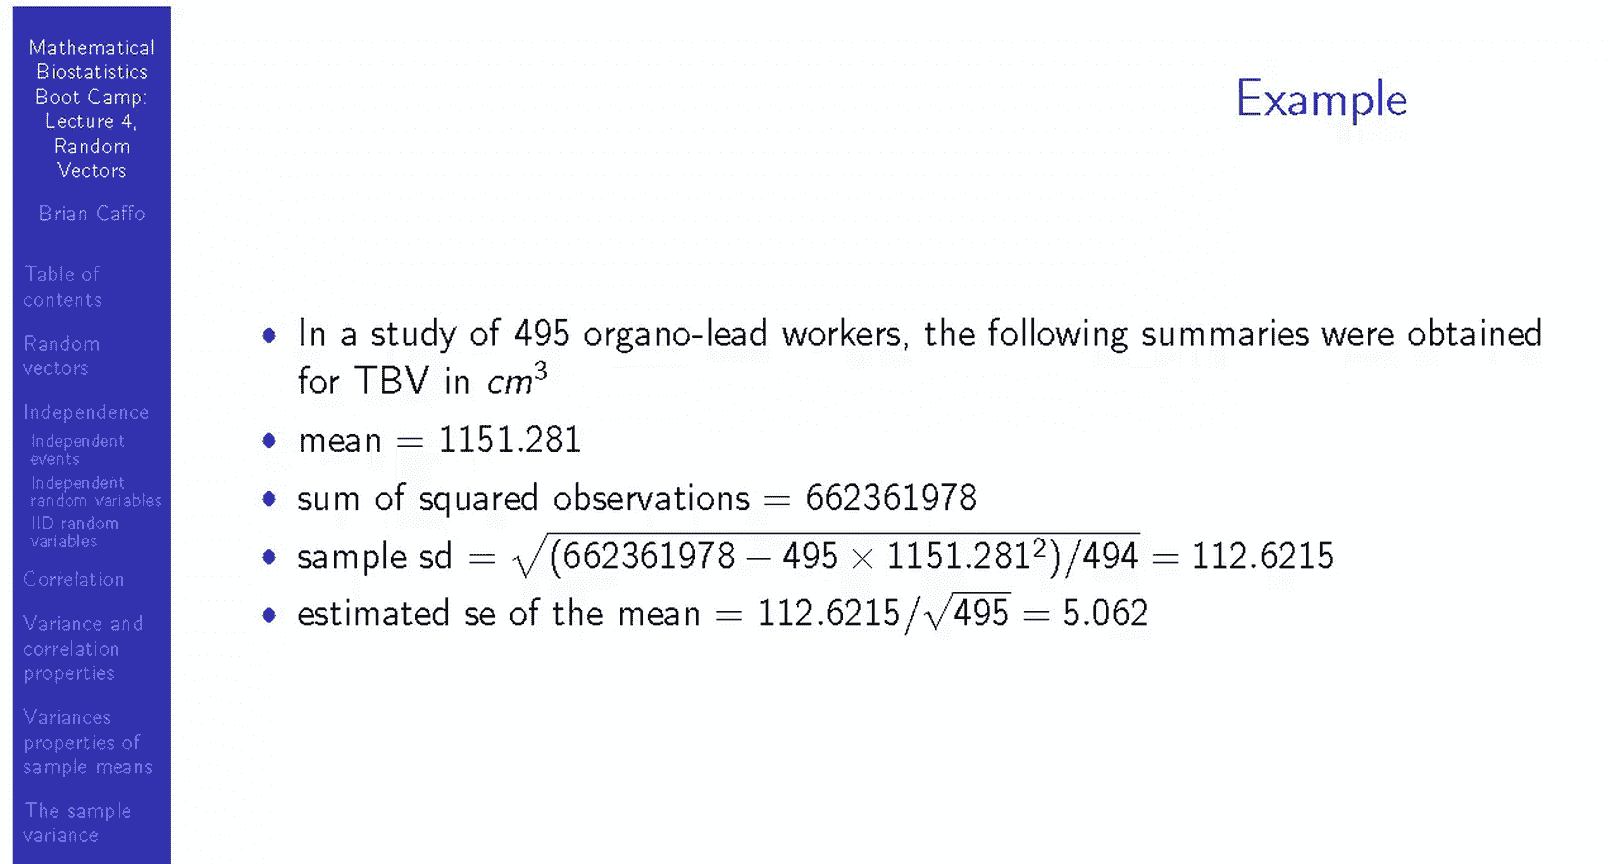 Mathematical
Biostatistics
Boot Camp:
Lecture 4,
Random
Vectors
Brian Caffo
Table of
contents
Random
vectors
Independence
Independent
events
Independent
random variables
IID random
variables
Correlation
Variance and
correlation
properties
Variances
properties of
sample means
The sample
variance
Example
• In a study of 495 organo-lead workers, the following summaries were obtained
for TBV in cm³
• mean = 1151.281
• sum of squared observations = 662361978
• sample sd = √(662361978 − 495 × 1151.281²)/494 = 112.6215
• estimated se of the mean = 112.6215/√495 = 5.062